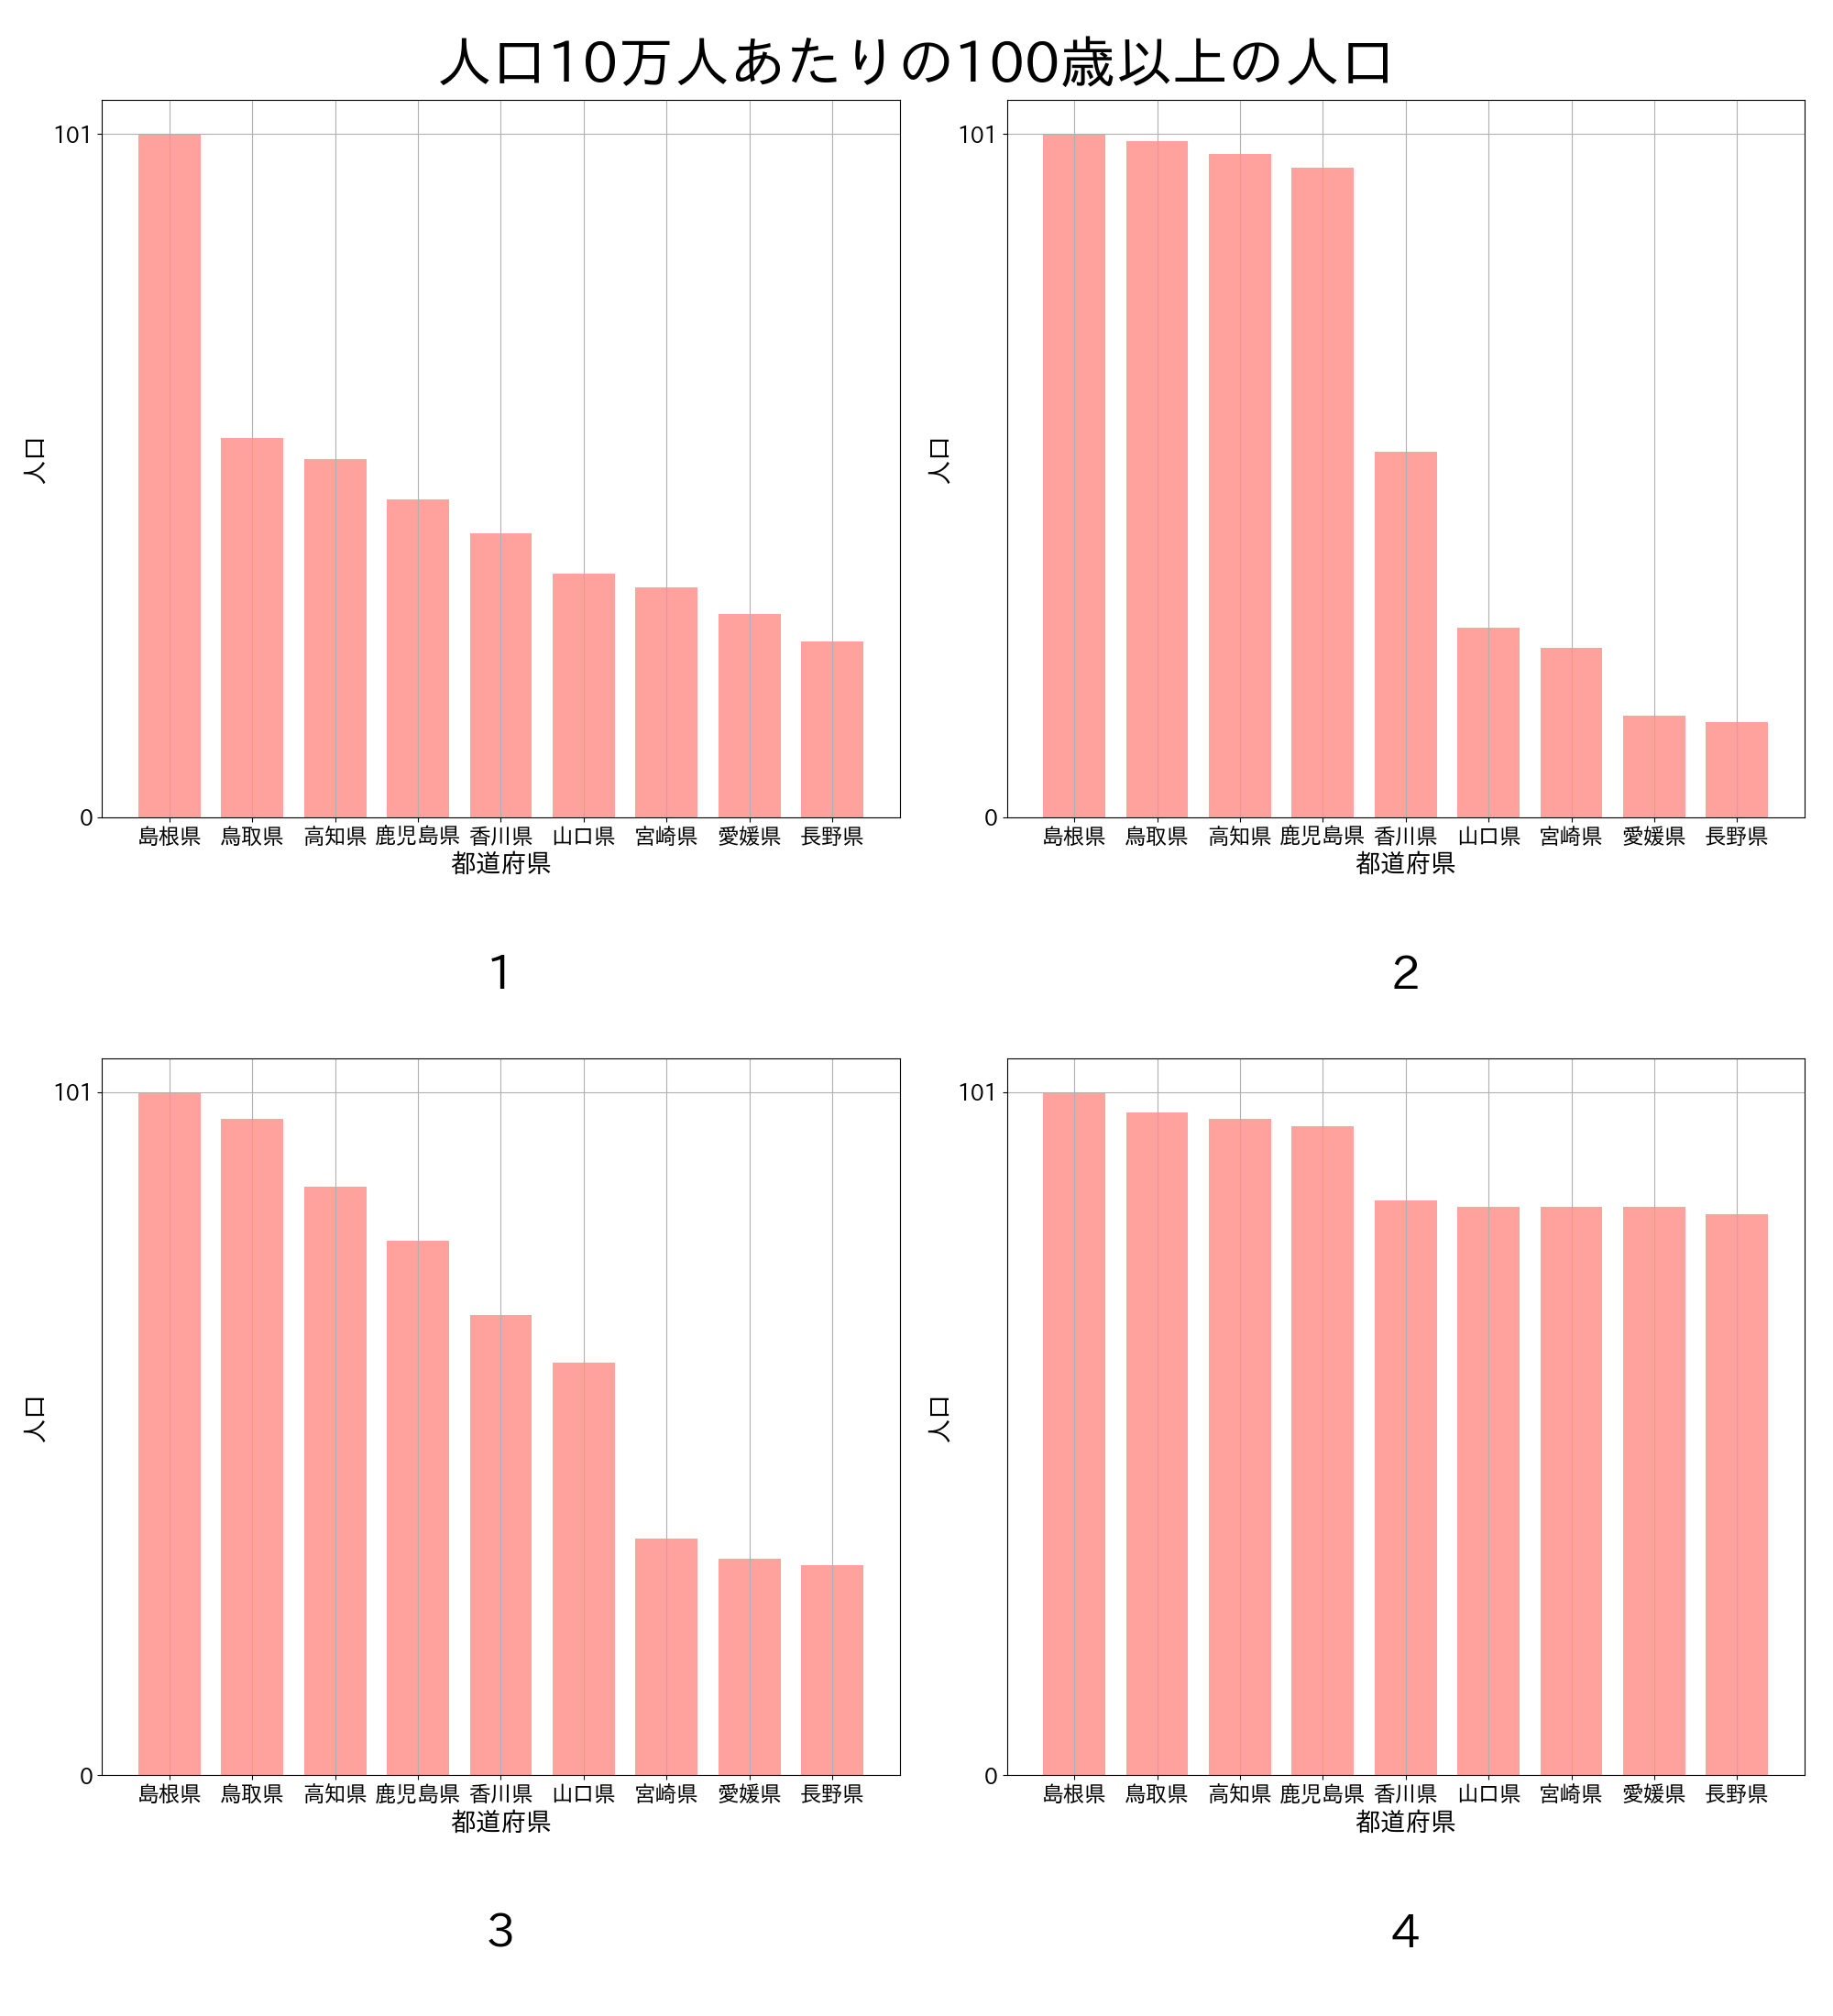 人口10万人あたりの100歳以上の人口
人口
101
0
島根県 鳥取県 高知県 鹿児島県 香川県 山口県 宮崎県 愛媛県 長野県
都道府県
1
人口
101
0
島根県 鳥取県 高知県 鹿児島県 香川県 山口県 宮崎県 愛媛県 長野県
都道府県
2
人口
101
0
島根県 鳥取県 高知県 鹿児島県 香川県 山口県 宮崎県 愛媛県 長野県
都道府県
3
人口
101
0
島根県 鳥取県 高知県 鹿児島県 香川県 山口県 宮崎県 愛媛県 長野県
都道府県
4